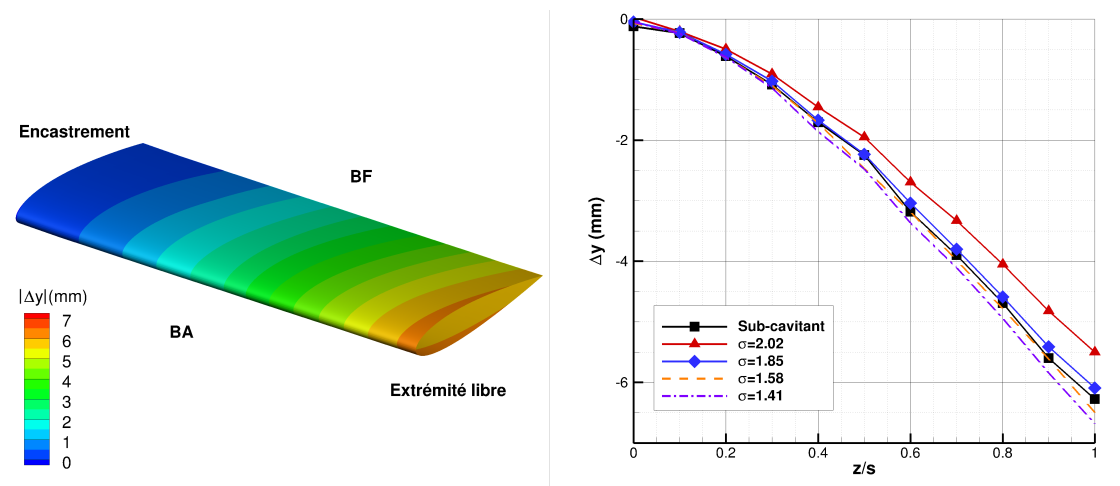 Encastrement
BF
BA
Extrémité libre
|Δy|(mm)
7
6
5
4
3
2
1
0
0
-2
-4
-6
Δy (mm)
Sub-cavitant
σ=2.02
σ=1.85
σ=1.58
σ=1.41
0 0.2 0.4 0.6 0.8 1
z/s